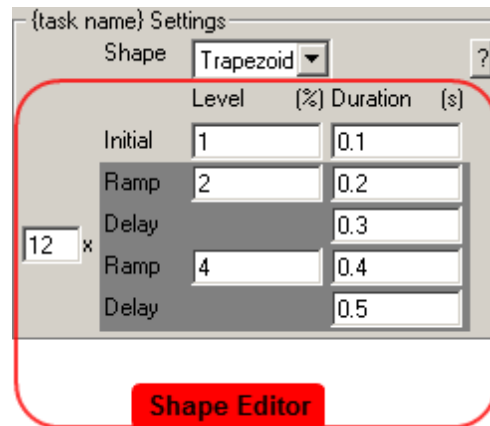 {task name} Settings
Shape Trapezoid ?
Level (%) Duration (s)
Initial 1 0.1
Ramp 2 0.2
Delay 0.3
12 x
Ramp 4 0.4
Delay 0.5
Shape Editor